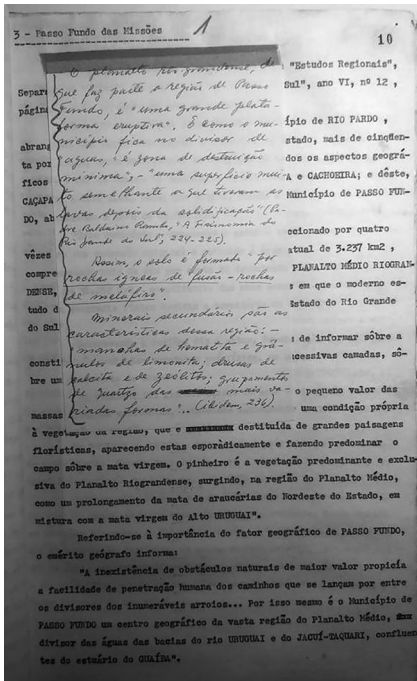 3 - Passo Fundo das Missões
1
10
O planalto rio-grandense, de
que faz parte a região de Passo
Fundo, é "uma grande plata-
forma eruptiva". E como o mu-
nicípio fica no divisor de
águas, "é zona de destruição
mínima", - "uma superfície mui-
to semelhante a que tiveram as
lavas depois da solidificação" (Pa-
dre Balduino Rambo, "A Fisionomia do
Rio Grande do Sul", 224-225).
Assim, o solo é formado "por
rochas ígneas de fusão - rochas
de meláfiro".
Minerais secundários são as
características dessa região: -
manchas de hematita e grâ-
nulos de limonita; drusas de
calcita e de zeólitos; grupamentos
de quartzo das mais va-
riadas formas"... (ibidem, 236)
"Estudos Regionais",
Separ
Sul", ano VI, nº 12,
página
ípio de RIO PARDO,
abran
stado, mais de cinqüen-
ta por
dos os aspectos geográ-
ficos
A e CACHOEIRA; e dêste,
CAÇAPA
Município de PASSO FUN-
DO, ab
ccionado por quatro
vêzes
atual de 3.237 km2,
compre
PLANALTO MÉDIO RIOGRAN-
DENSE,
s em que o moderno es-
tudo d
Estado do Rio Grande
do Sul
de informar sôbre a
consti
cessivas camadas, sô-
bre um
o pequeno valor das
massas
uma condição própria
à vegetação da região, que é destituída de grandes paisagens
florísticas, aparecendo estas esporàdicamente e fazendo predominar o
campo sôbre a mata virgem. O pinheiro é a vegetação predominante e exclu-
siva do Planalto Riograndense, surgindo, na região do Planalto Médio,
como um prolongamento da mata de araucárias do Nordeste do Estado, em
mistura com a mata virgem do Alto URUGUAI".
Referindo-se à importância do fator geográfico de PASSO FUNDO,
o emérito geógrafo informa:
"A inexistência de obstáculos naturais de maior valor propicia
a facilidade de penetração humana dos caminhos que se lançam por entre
os divisores dos inumeráveis arroios... Por isso mesmo é o Município de
PASSO FUNDO um centro geográfico da vasta região do Planalto Médio,
divisor das águas das bacias do rio URUGUAI e do JACUÍ-TAQUARI, confluen
tes do estuário do GUAÍBA".